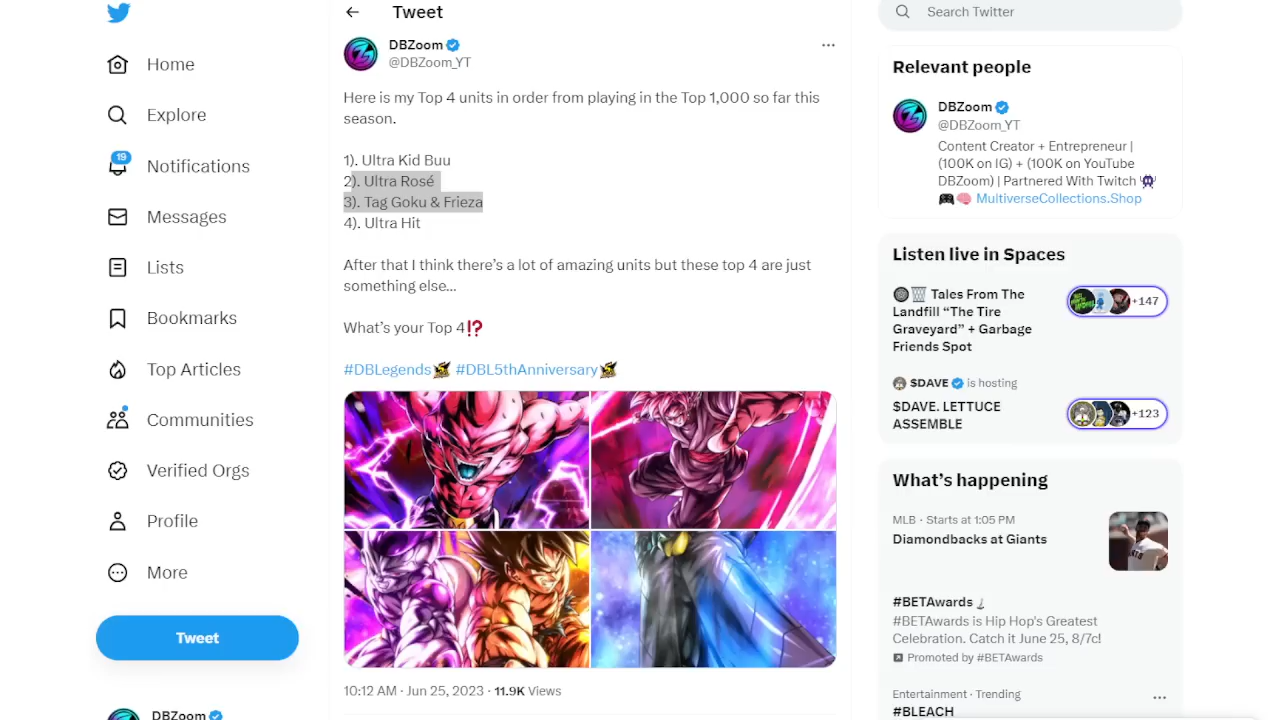 Tweet
DBZoom
@DBZoom_YT
Here is my Top 4 units in order from playing in the Top 1,000 so far this
season.
1). Ultra Kid Buu
2). Ultra Rosé
3). Tag Goku & Frieza
4). Ultra Hit
After that I think there's a lot of amazing units but these top 4 are just
something else...
What's your Top 4⁉️
#DBLegends #DBL5thAnniversary
10:12 AM · Jun 25, 2023 · 11.9K Views
Home
Explore
19
Notifications
Messages
Lists
Bookmarks
Top Articles
Communities
Verified Orgs
Profile
More
Tweet
DBZoom
Search Twitter
Relevant people
DBZoom
@DBZoom_YT
Content Creator + Entrepreneur |
(100K on IG) + (100K on YouTube
DBZoom) | Partnered With Twitch
MultiverseCollections.Shop
Listen live in Spaces
Tales From The
Landfill “The Tire
Graveyard” + Garbage
Friends Spot
+147
$DAVE is hosting
$DAVE. LETTUCE
ASSEMBLE
+123
What's happening
MLB · Starts at 1:05 PM
Diamondbacks at Giants
#BETAwards
#BETAwards is Hip Hop's Greatest
Celebration. Catch it June 25, 8/7c!
Promoted by #BETAwards
Entertainment · Trending
#BLEACH